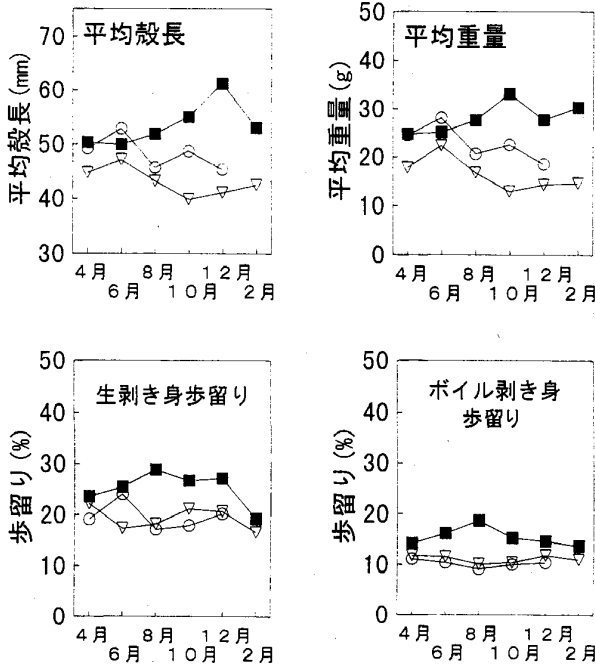 平均殻長
平均殻長(mm)
70
60
50
40
30
4月
6月
8月
10月
12月
2月
平均重量
平均重量(g)
50
40
30
20
10
0
4月
6月
8月
10月
12月
2月
生剥き身歩留り
歩留り(%)
50
40
30
20
10
0
4月
6月
8月
10月
12月
2月
ボイル剥き身
歩留り
歩留り(%)
50
40
30
20
10
0
4月
6月
8月
10月
12月
2月